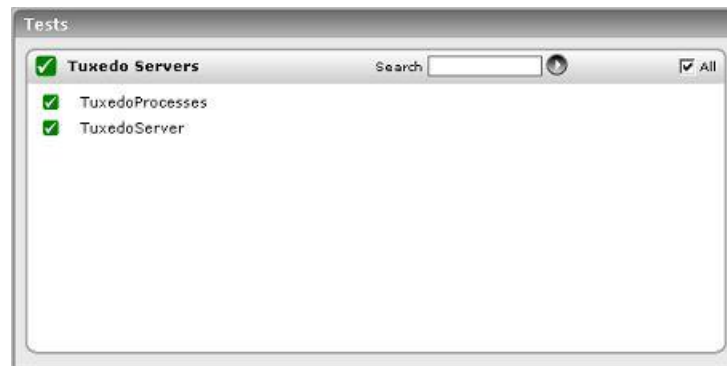 Tests
Tuxedo Servers Search All
TuxedoProcesses
TuxedoServer